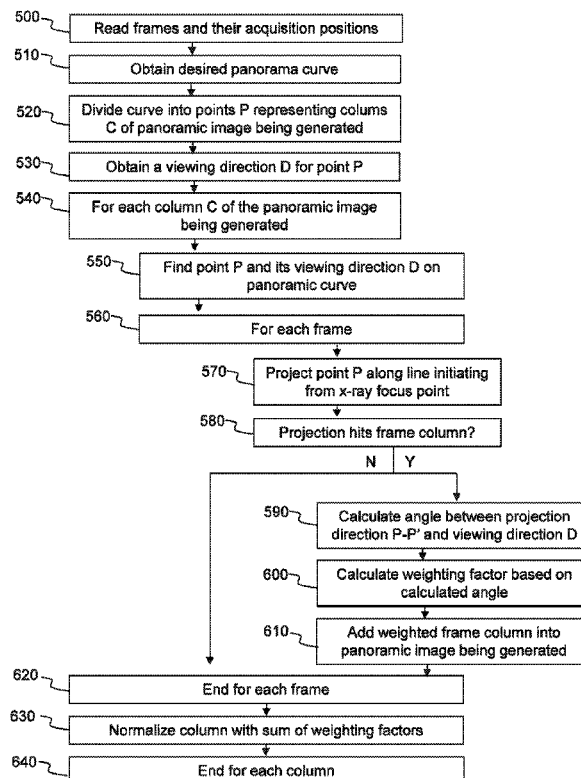 500
Read frames and their acquisition positions
510
Obtain desired panorama curve
520
Divide curve into points P representing colums
C of panoramic image being generated
530
Obtain a viewing direction D for point P
540
For each column C of the panoramic image
being generated
550
Find point P and its viewing direction D on
panoramic curve
560
For each frame
570
Project point P along line initiating
from x-ray focus point
580
Projection hits frame column?
N Y
590
Calculate angle between projection
direction P-P' and viewing direction D
600
Calculate weighting factor based on
calculated angle
610
Add weighted frame column into
panoramic image being generated
620
End for each frame
630
Normalize column with sum of weighting factors
640
End for each column